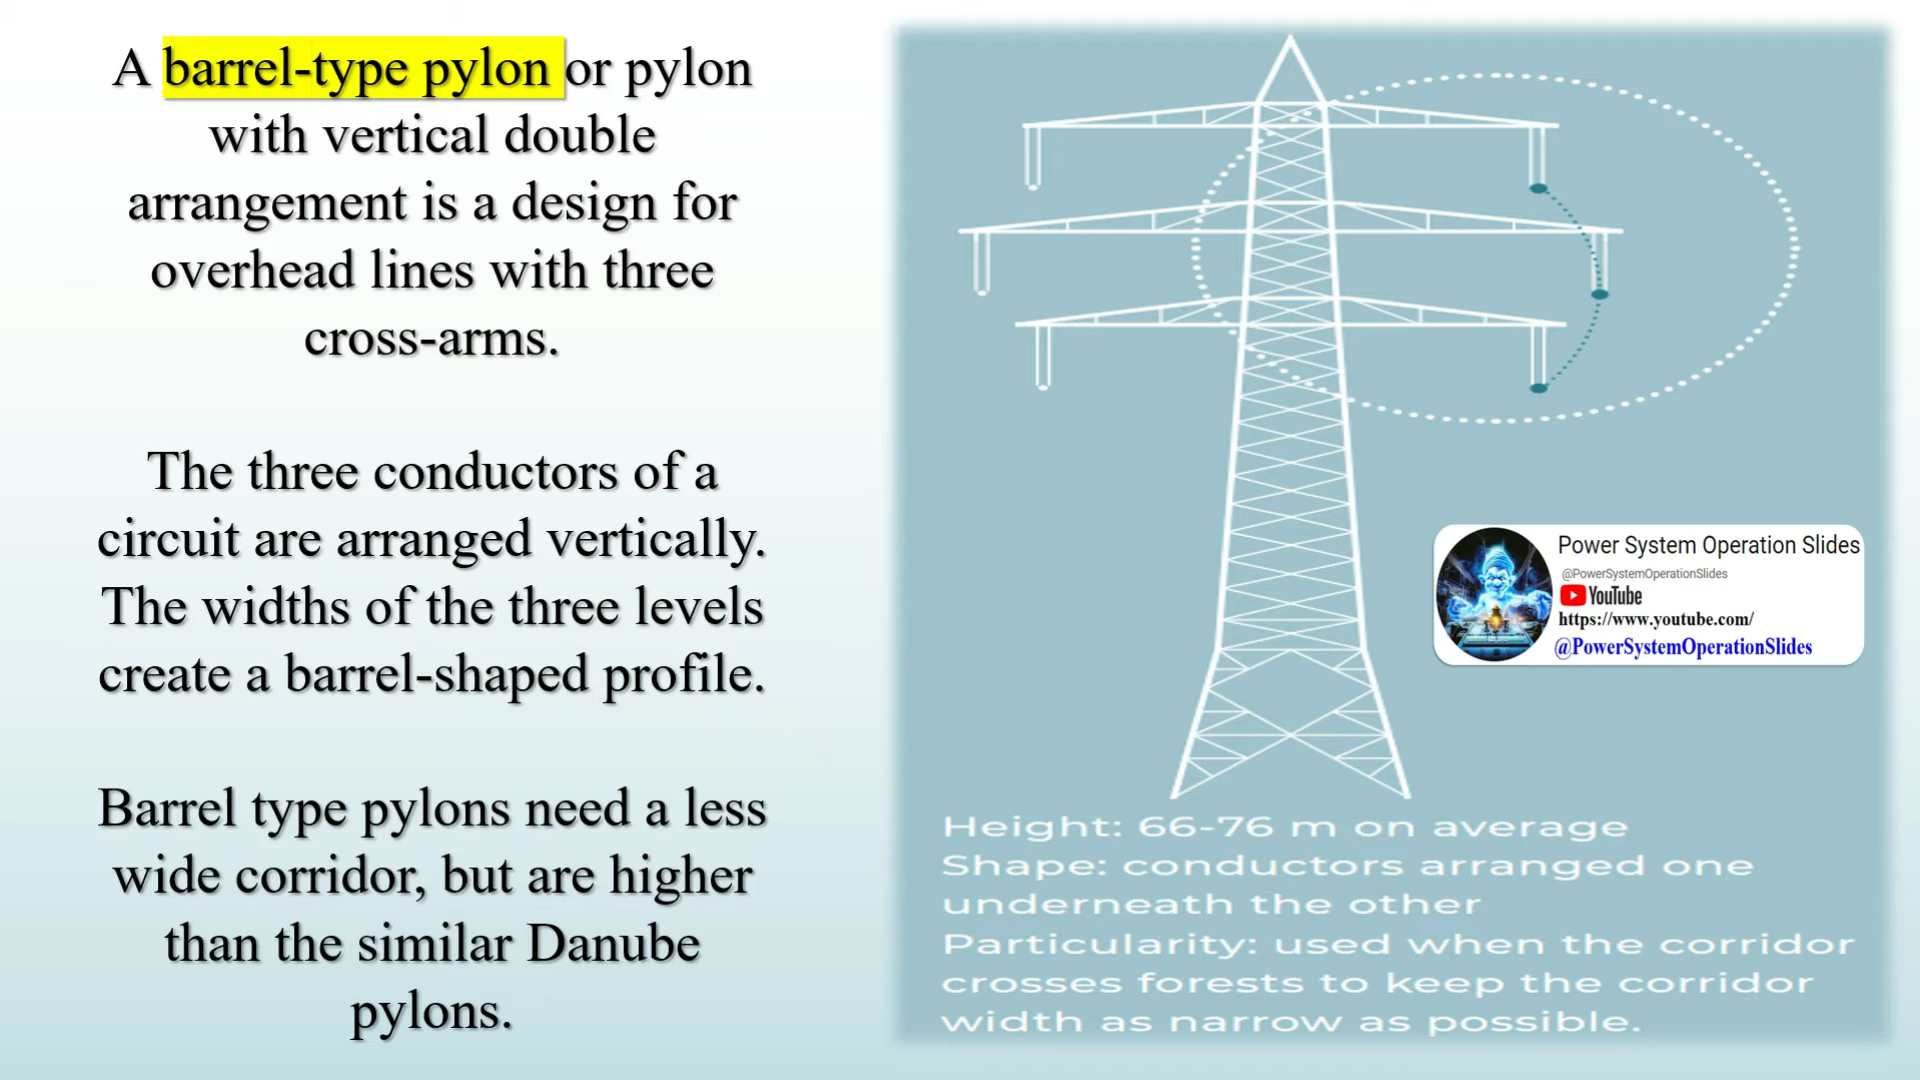 A barrel-type pylon or pylon
with vertical double
arrangement is a design for
overhead lines with three
cross-arms.
The three conductors of a
circuit are arranged vertically.
The widths of the three levels
create a barrel-shaped profile.
Barrel type pylons need a less
wide corridor, but are higher
than the similar Danube
pylons.
Power System Operation Slides
@PowerSystemOperationSlides
YouTube
https://www.youtube.com/
@PowerSystemOperationSlides
Height: 66-76 m on average
Shape: conductors arranged one
underneath the other
Particularity: used when the corridor
crosses forests to keep the corridor
width as narrow as possible.